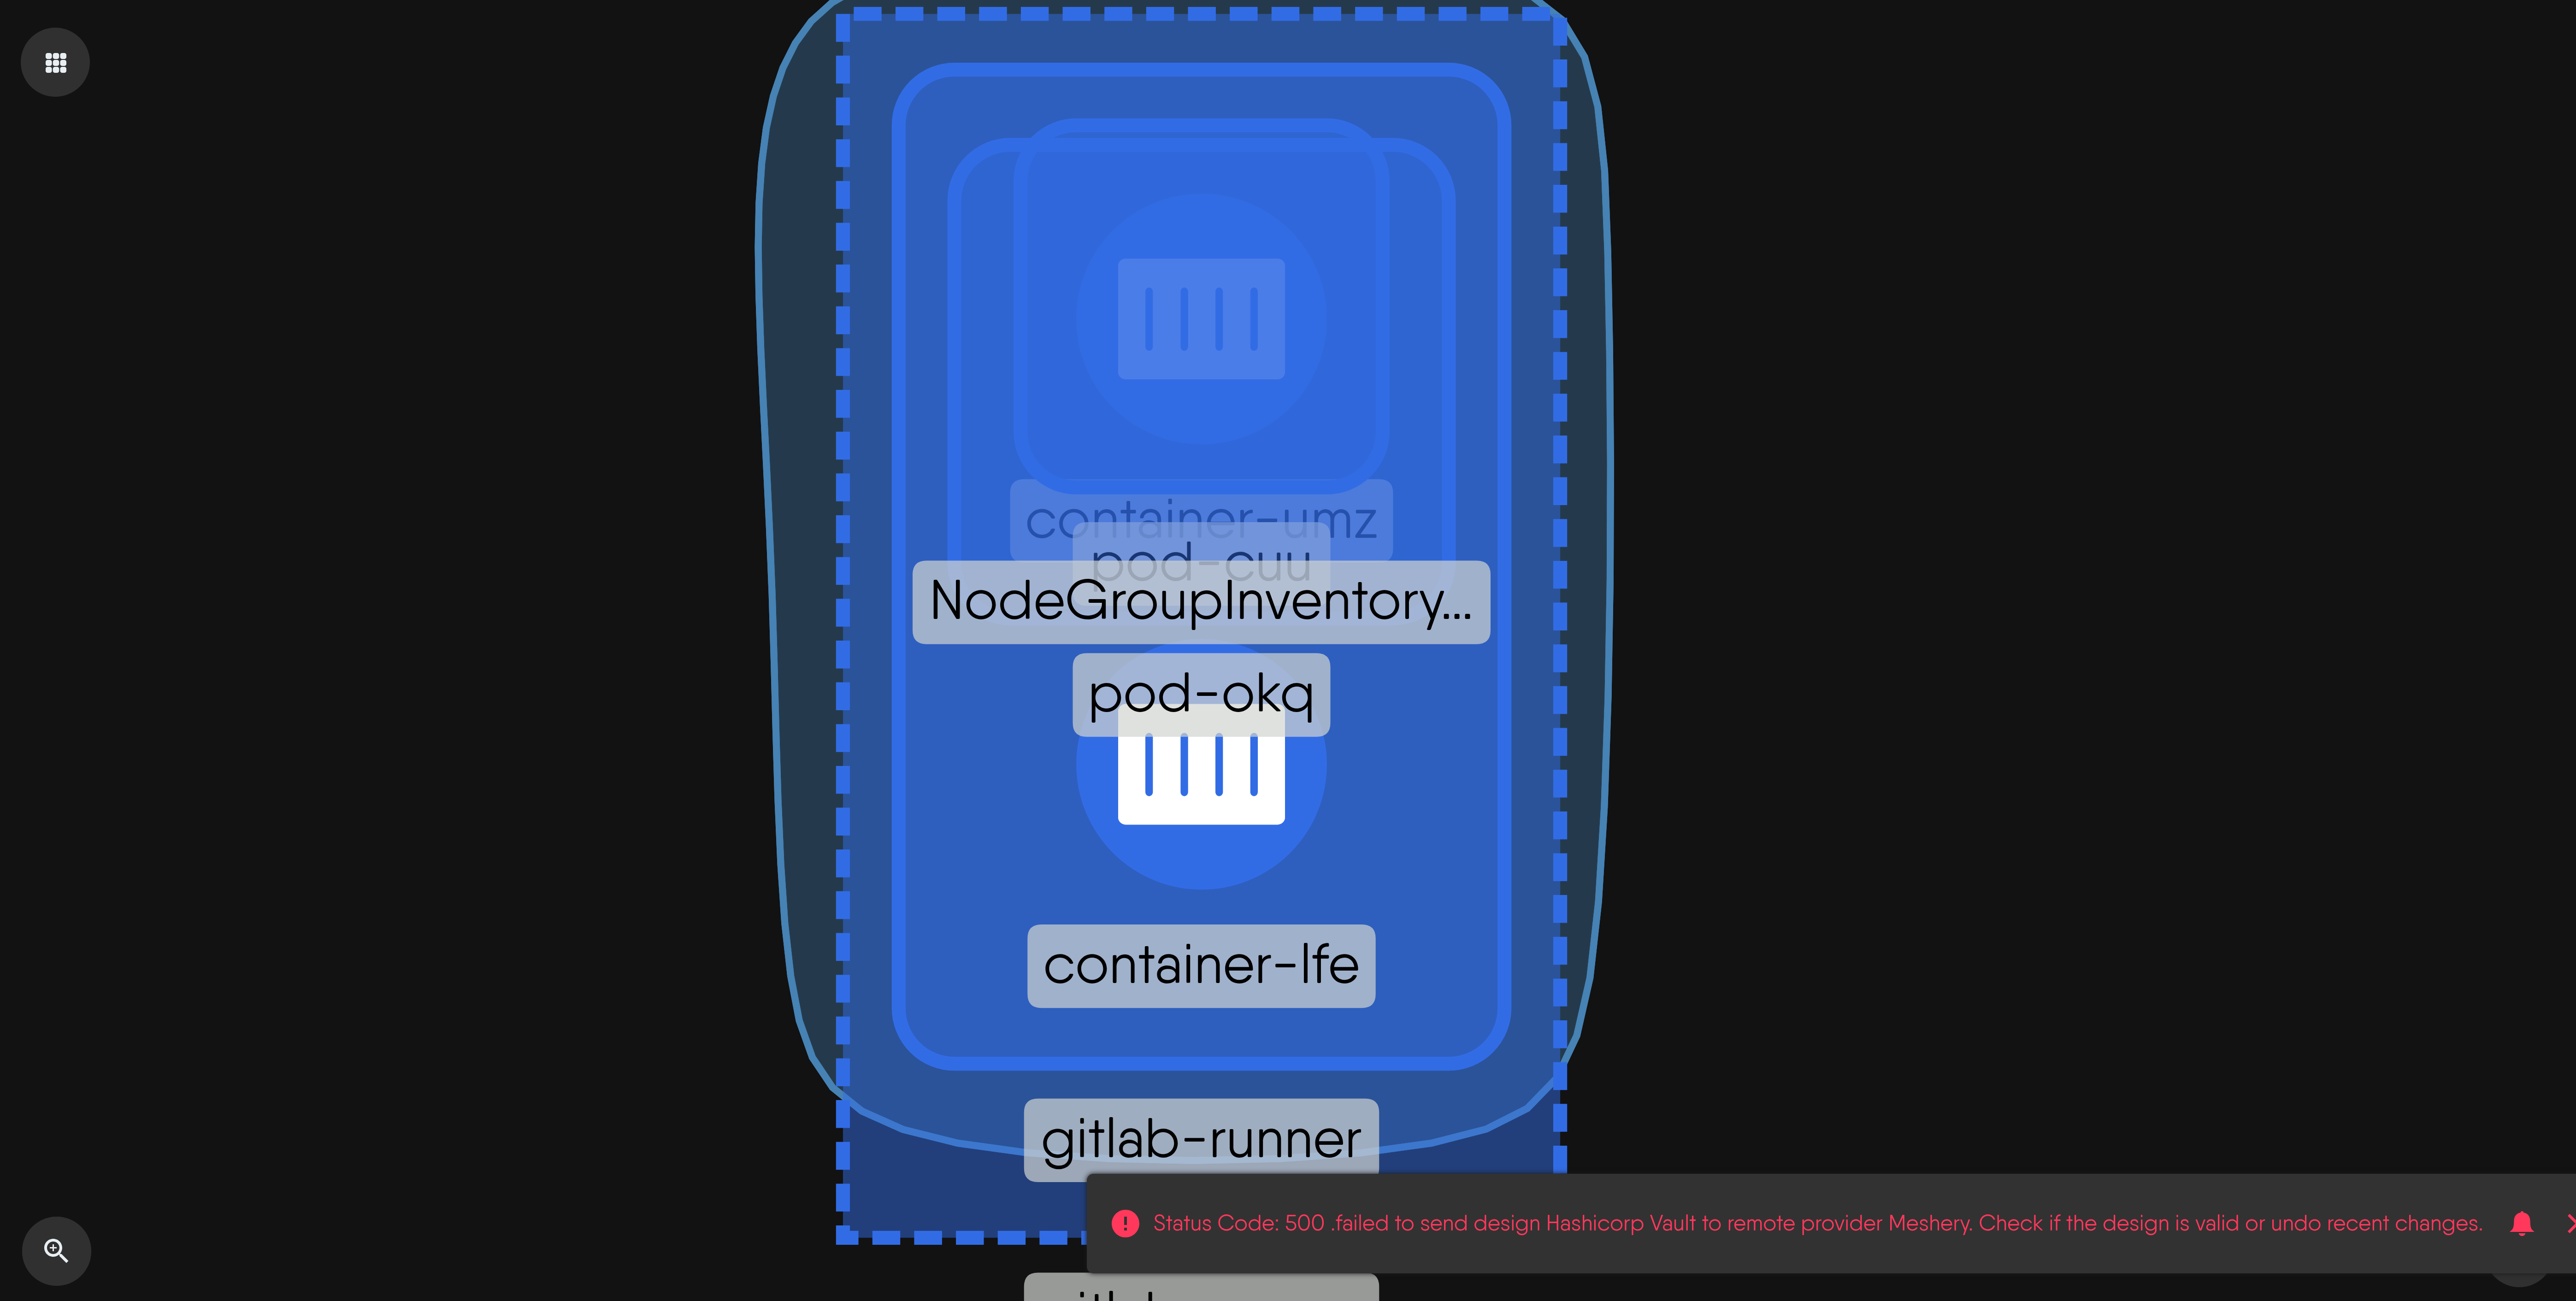 container-umz
pod-cuu
NodeGroupInventory...
pod-okq
container-lfe
gitlab-runner
Status Code: 500 .failed to send design Hashicorp Vault to remote provider Meshery. Check if the design is valid or undo recent changes.